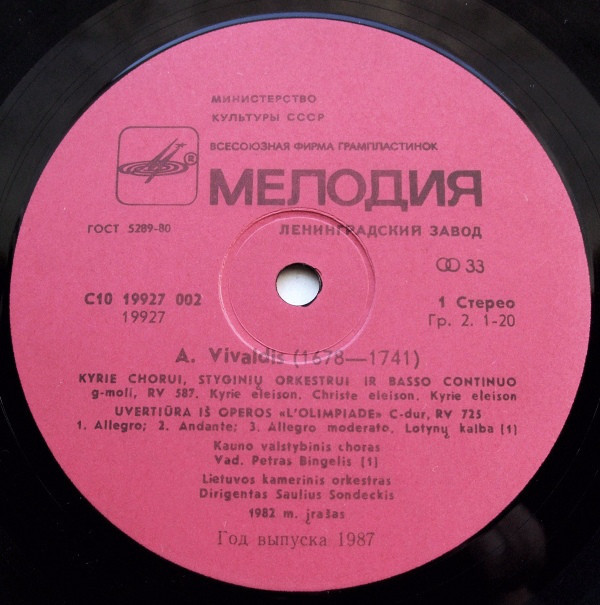 МИНИСТЕРСТВО
КУЛЬТУРЫ СССР
ВСЕСОЮЗНАЯ ФИРМА ГРАМПЛАСТИНОК
®
МЕЛОДИЯ
ГОСТ 5289-80
ЛЕНИНГРАДСКИЙ ЗАВОД
33
С10 19927 002
1 Стерео
19927
Гр. 2. 1-20
A. Vivaldis (1678—1741)
KYRIE CHORUI, STYGINIŲ ORKESTRUI IR BASSO CONTINUO
g-moli, RV 587. Kyrie eleison, Christe eleison, Kyrie eleison
UVERTIŪRA IŠ OPEROS «L'OLIMPIADE» C-dur, RV 725
1. Allegro; 2. Andante; 3. Allegro moderato. Lotynų kalba (1)
Kauno valstybinis choras
Vad. Petras Bingelis (1)
Lietuvos kamerinis orkestras
Dirigentas Saulius Sondeckis
1982 m. įrašas
Год выпуска 1987